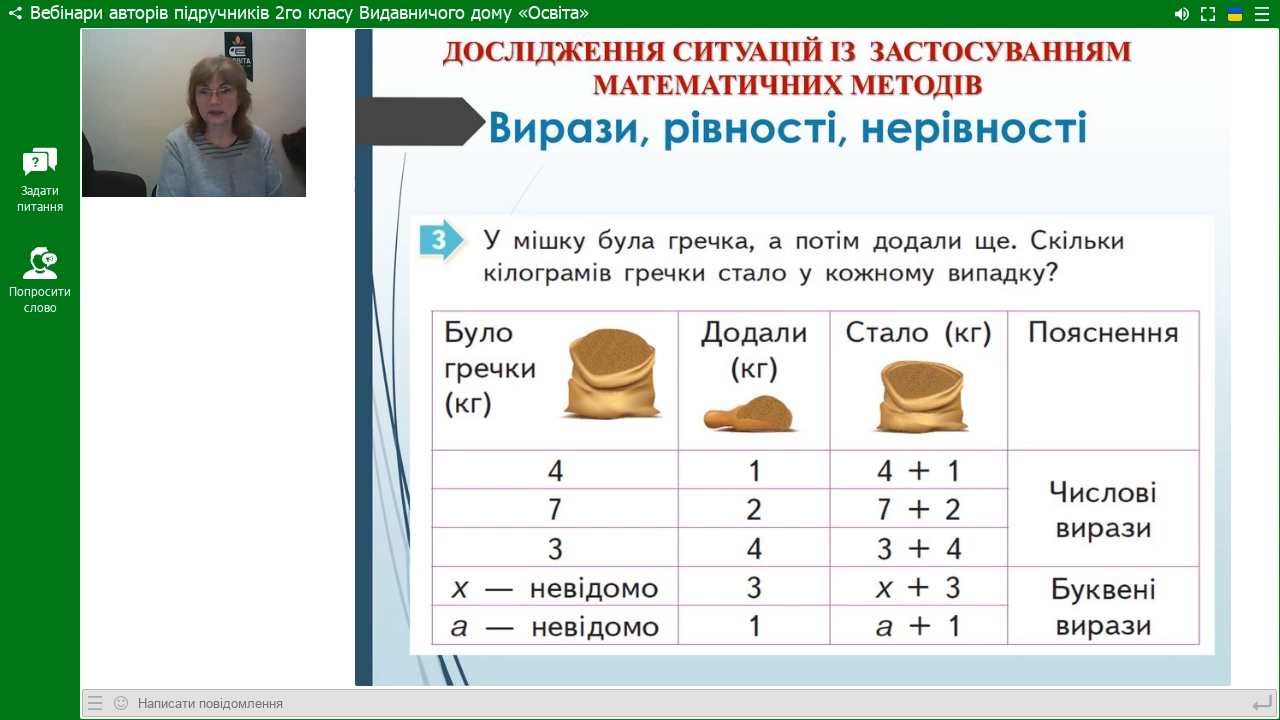 Вебінари авторів підручників 2го класу Видавничого дому «Освіта»
Задати
питання
Попросити
слово
ДОСЛІДЖЕННЯ СИТУАЦІЙ ІЗ ЗАСТОСУВАННЯМ
МАТЕМАТИЧНИХ МЕТОДІВ
Вирази, рівності, нерівності
3 У мішку була гречка, а потім додали ще. Скільки
кілограмів гречки стало у кожному випадку?
Було гречки (кг) Додали (кг) Стало (кг) Пояснення
4 1 4 + 1 Числові вирази
7 2 7 + 2
3 4 3 + 4
x — невідомо 3 x + 3 Буквені вирази
a — невідомо 1 a + 1
Написати повідомлення